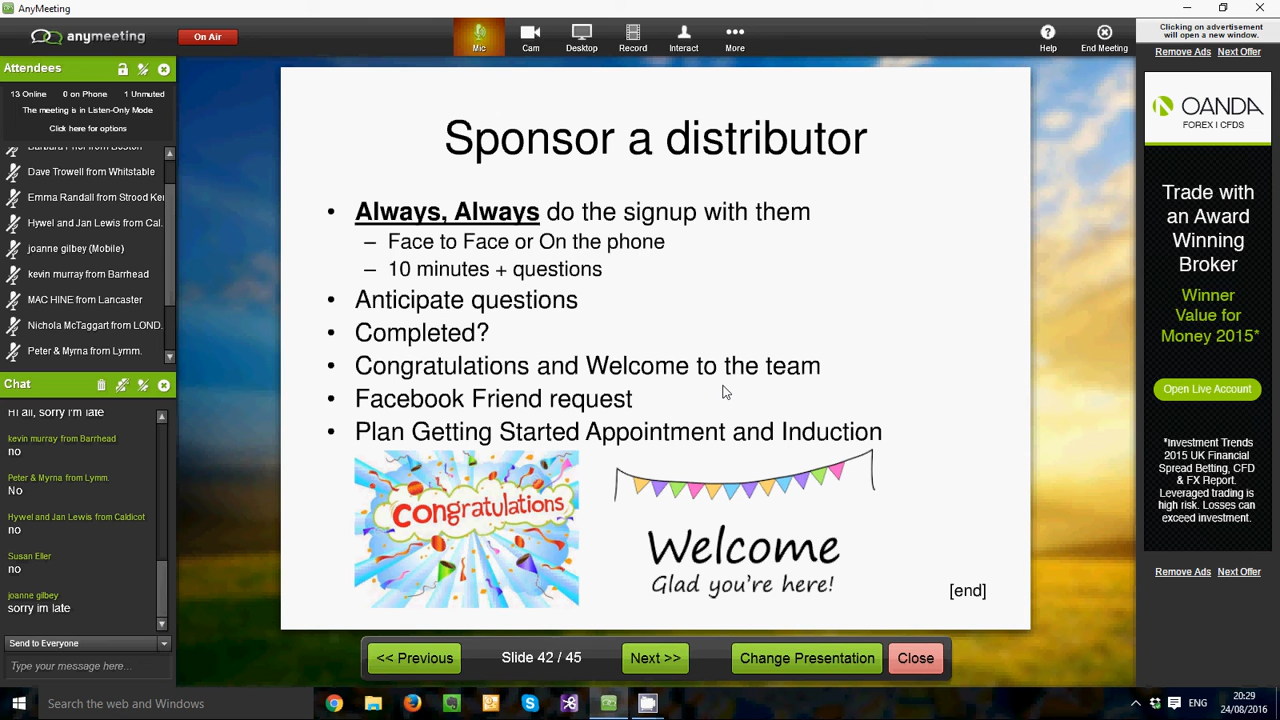 AnyMeeting
anymeeting
On Air
Mic
Cam
Desktop
Record
Interact
More
Help
End Meeting
Clicking on advertisement
will open a new window.
Remove Ads Next Offer
Attendees
13 Online 0 on Phone 1 Unmuted
The meeting is in Listen-Only Mode
Click here for options
Dave Trowell from Whitstable
Emma Randall from Strood Ker
Hywel and Jan Lewis from Cal.
joanne gilbey (Mobile)
kevin murray from Barrhead
MAC HINE from Lancaster
Nichola McTaggart from LOND.
Peter & Myrna from Lymm.
Chat
Hi all, sorry i'm late
kevin murray from Barrhead
no
Peter & Myrna from Lymm.
No
Hywel and Jan Lewis from Caldicot
no
Susan Eller
no
joanne gilbey
sorry im late
Send to Everyone
Type your message here...
Sponsor a distributor
• Always, Always do the signup with them
– Face to Face or On the phone
– 10 minutes + questions
• Anticipate questions
• Completed?
• Congratulations and Welcome to the team
• Facebook Friend request
• Plan Getting Started Appointment and Induction
Congratulations
Welcome
Glad you're here!
[end]
<< Previous
Slide 42 / 45
Next >>
Change Presentation
Close
OANDA
FOREX | CFDS
Trade with
an Award
Winning
Broker
Winner
Value for
Money 2015*
Open Live Account
*Investment Trends
2015 UK Financial
Spread Betting, CFD
& FX Report.
Leveraged trading is
high risk. Losses can
exceed investment.
Remove Ads Next Offer
Search the web and Windows
ENG
20:29
24/08/2016